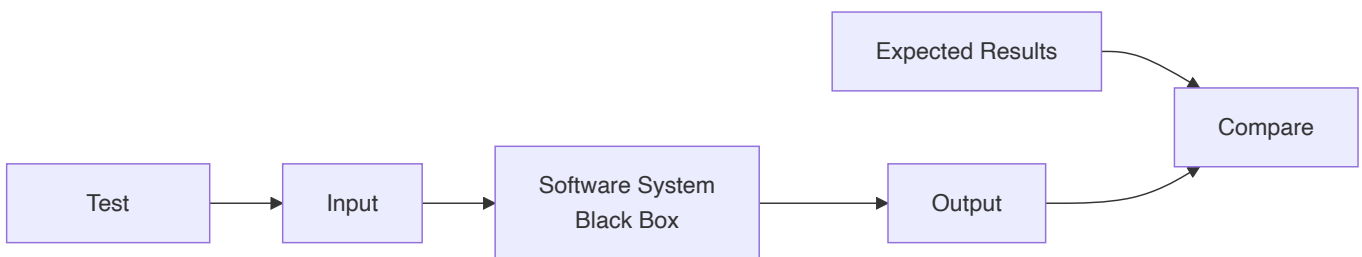 Expected Results
Compare
Test
Input
Software System
Black Box
Output